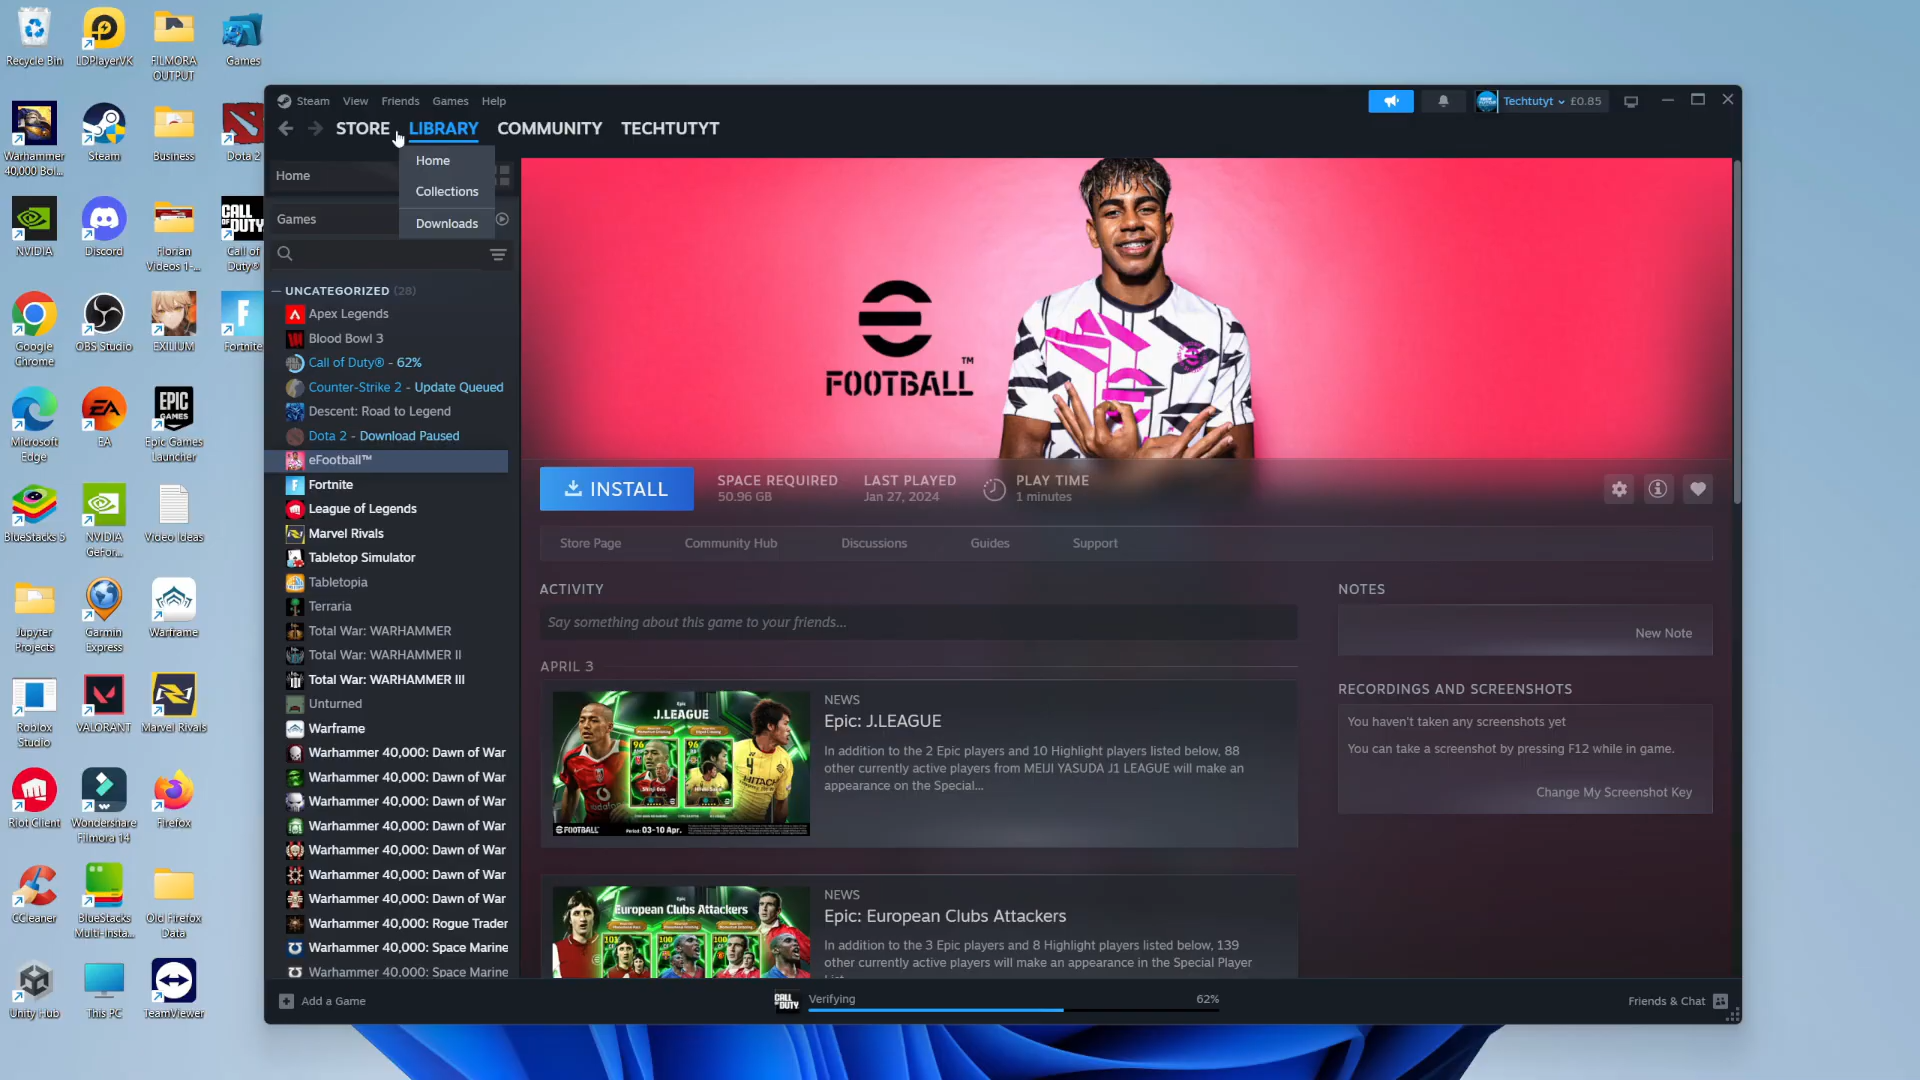 Recycle Bin
LDPlayerVK
FILMORA
OUTPUT
Games
Warhammer
40,000 Bol...
Steam
Business
Dota 2
NVIDIA
Discord
Florian
Videos 1-...
Call of
Duty®
Google
Chrome
OBS Studio
EXILIUM
Fortnite
Microsoft
Edge
EA
Epic Games
Launcher
BlueStacks 5
NVIDIA
GeFor...
Video Ideas
Jupyter
Projects
Garmin
Express
Warframe
Roblox
Studio
VALORANT
Marvel Rivals
Riot Client
Wondershare
Filmora 14
Firefox
CCleaner
BlueStacks
Multi-Insta...
Old Firefox
Data
Unity Hub
This PC
TeamViewer
Steam View Friends Games Help
Techtutyt £0.85
STORE LIBRARY COMMUNITY TECHTUTYT
Home
Collections
Downloads
Home
Games
UNCATEGORIZED (28)
Apex Legends
Blood Bowl 3
Call of Duty® - 62%
Counter-Strike 2 - Update Queued
Descent: Road to Legend
Dota 2 - Download Paused
eFootball™
Fortnite
League of Legends
Marvel Rivals
Tabletop Simulator
Tabletopia
Terraria
Total War: WARHAMMER
Total War: WARHAMMER II
Total War: WARHAMMER III
Unturned
Warframe
Warhammer 40,000: Dawn of War
Warhammer 40,000: Dawn of War
Warhammer 40,000: Dawn of War
Warhammer 40,000: Dawn of War
Warhammer 40,000: Dawn of War
Warhammer 40,000: Dawn of War
Warhammer 40,000: Dawn of War
Warhammer 40,000: Rogue Trader
Warhammer 40,000: Space Marine
Warhammer 40,000: Space Marine
FOOTBALL™
INSTALL
SPACE REQUIRED
50.96 GB
LAST PLAYED
Jan 27, 2024
PLAY TIME
1 minutes
Store Page Community Hub Discussions Guides Support
ACTIVITY
Say something about this game to your friends...
APRIL 3
J.LEAGUE
NEWS
Epic: J.LEAGUE
In addition to the 2 Epic players and 10 Highlight players listed below, 88
other currently active players from MEIJI YASUDA J1 LEAGUE will make an
appearance on the Special...
European Clubs Attackers
NEWS
Epic: European Clubs Attackers
In addition to the 3 Epic players and 8 Highlight players listed below, 139
other currently active players will make an appearance in the Special Player
List...
NOTES
New Note
RECORDINGS AND SCREENSHOTS
You haven't taken any screenshots yet
You can take a screenshot by pressing F12 while in game.
Change My Screenshot Key
Add a Game
CALL OF DUTY
Verifying 62%
Friends & Chat